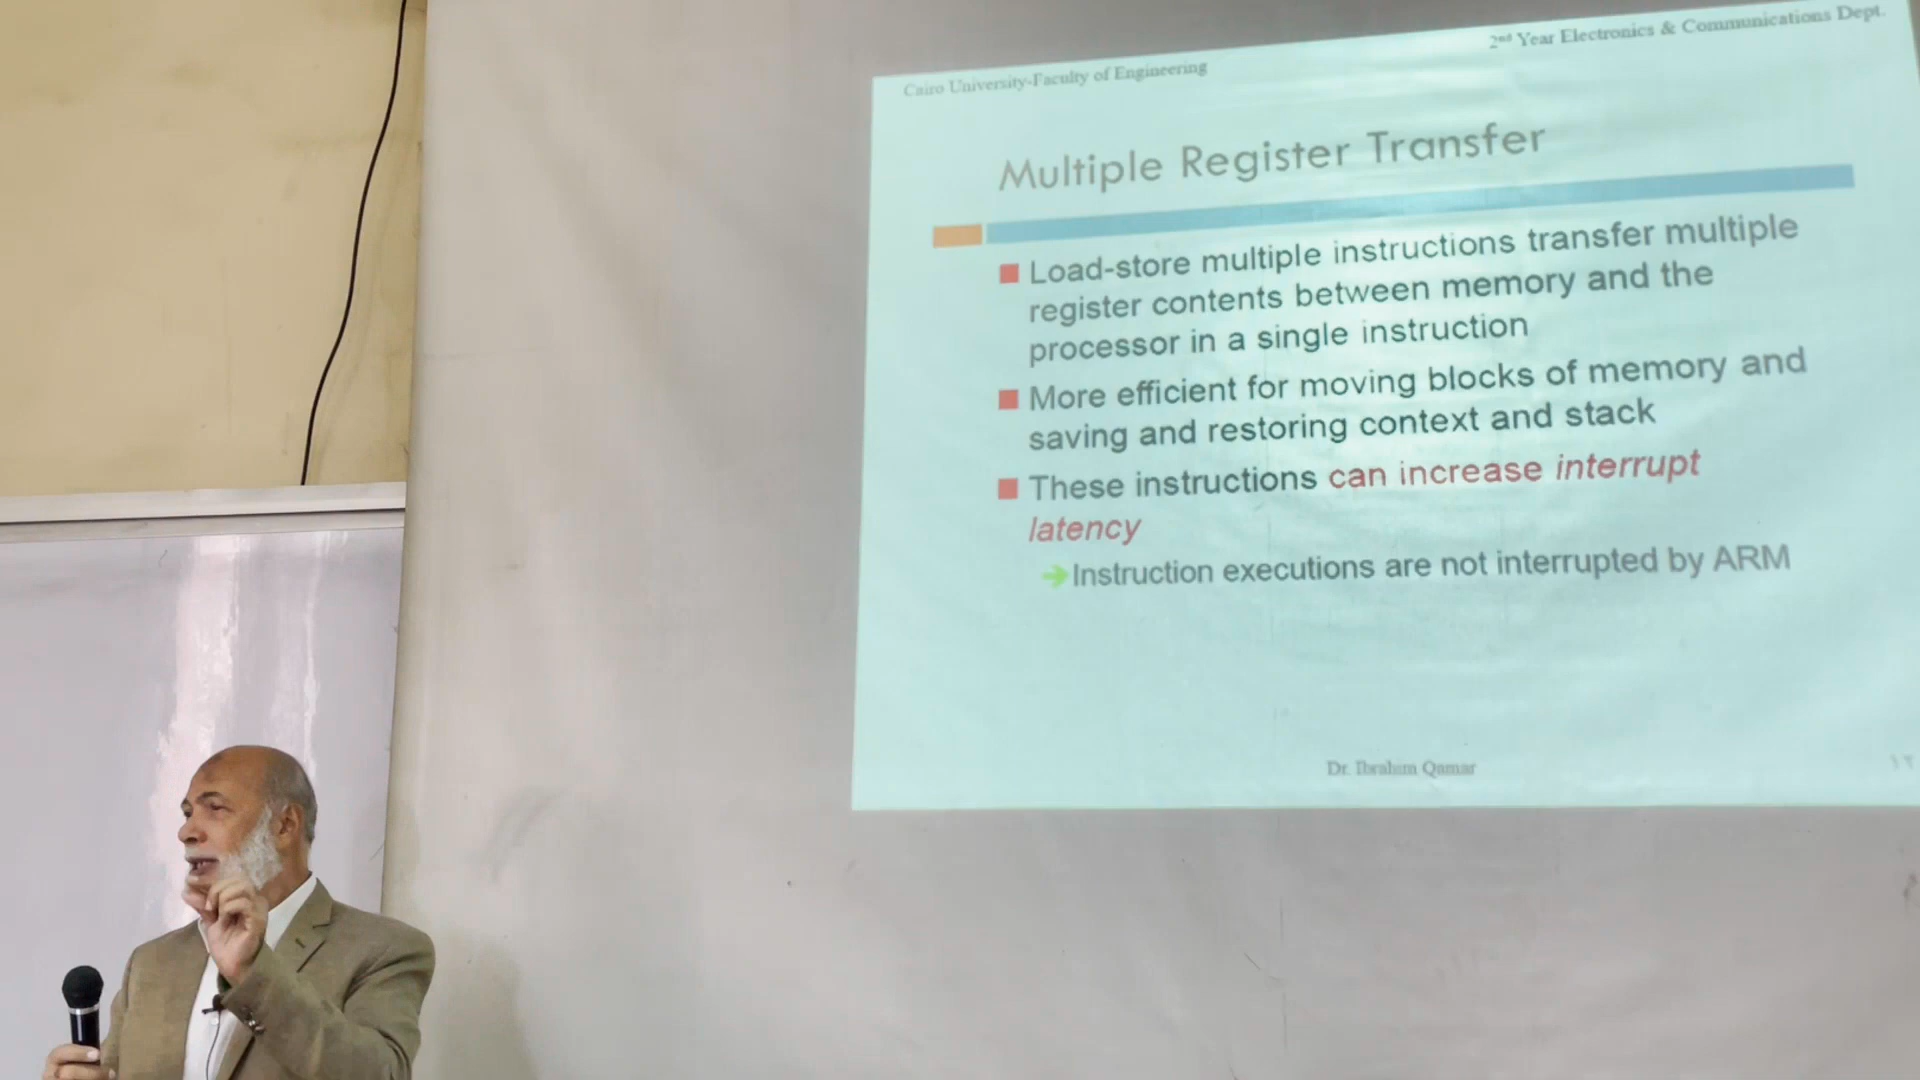 Cairo University-Faculty of Engineering
2nd Year Electronics & Communications Dept.
Multiple Register Transfer
Load-store multiple instructions transfer multiple
register contents between memory and the
processor in a single instruction
More efficient for moving blocks of memory and
saving and restoring context and stack
These instructions can increase interrupt
latency
Instruction executions are not interrupted by ARM
Dr. Ibrahim Qamar